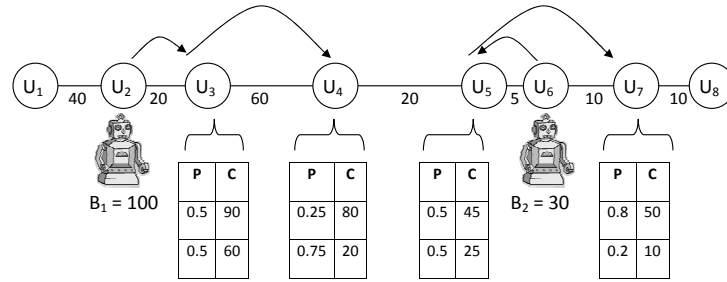 U₁ U₂ U₃ U₄ U₅ U₆ U₇ U₈
40 20 60 20 5 10 10
B₁ = 100
P C
0.5 90
0.5 60
P C
0.25 80
0.75 20
P C
0.5 45
0.5 25
B₂ = 30
P C
0.8 50
0.2 10